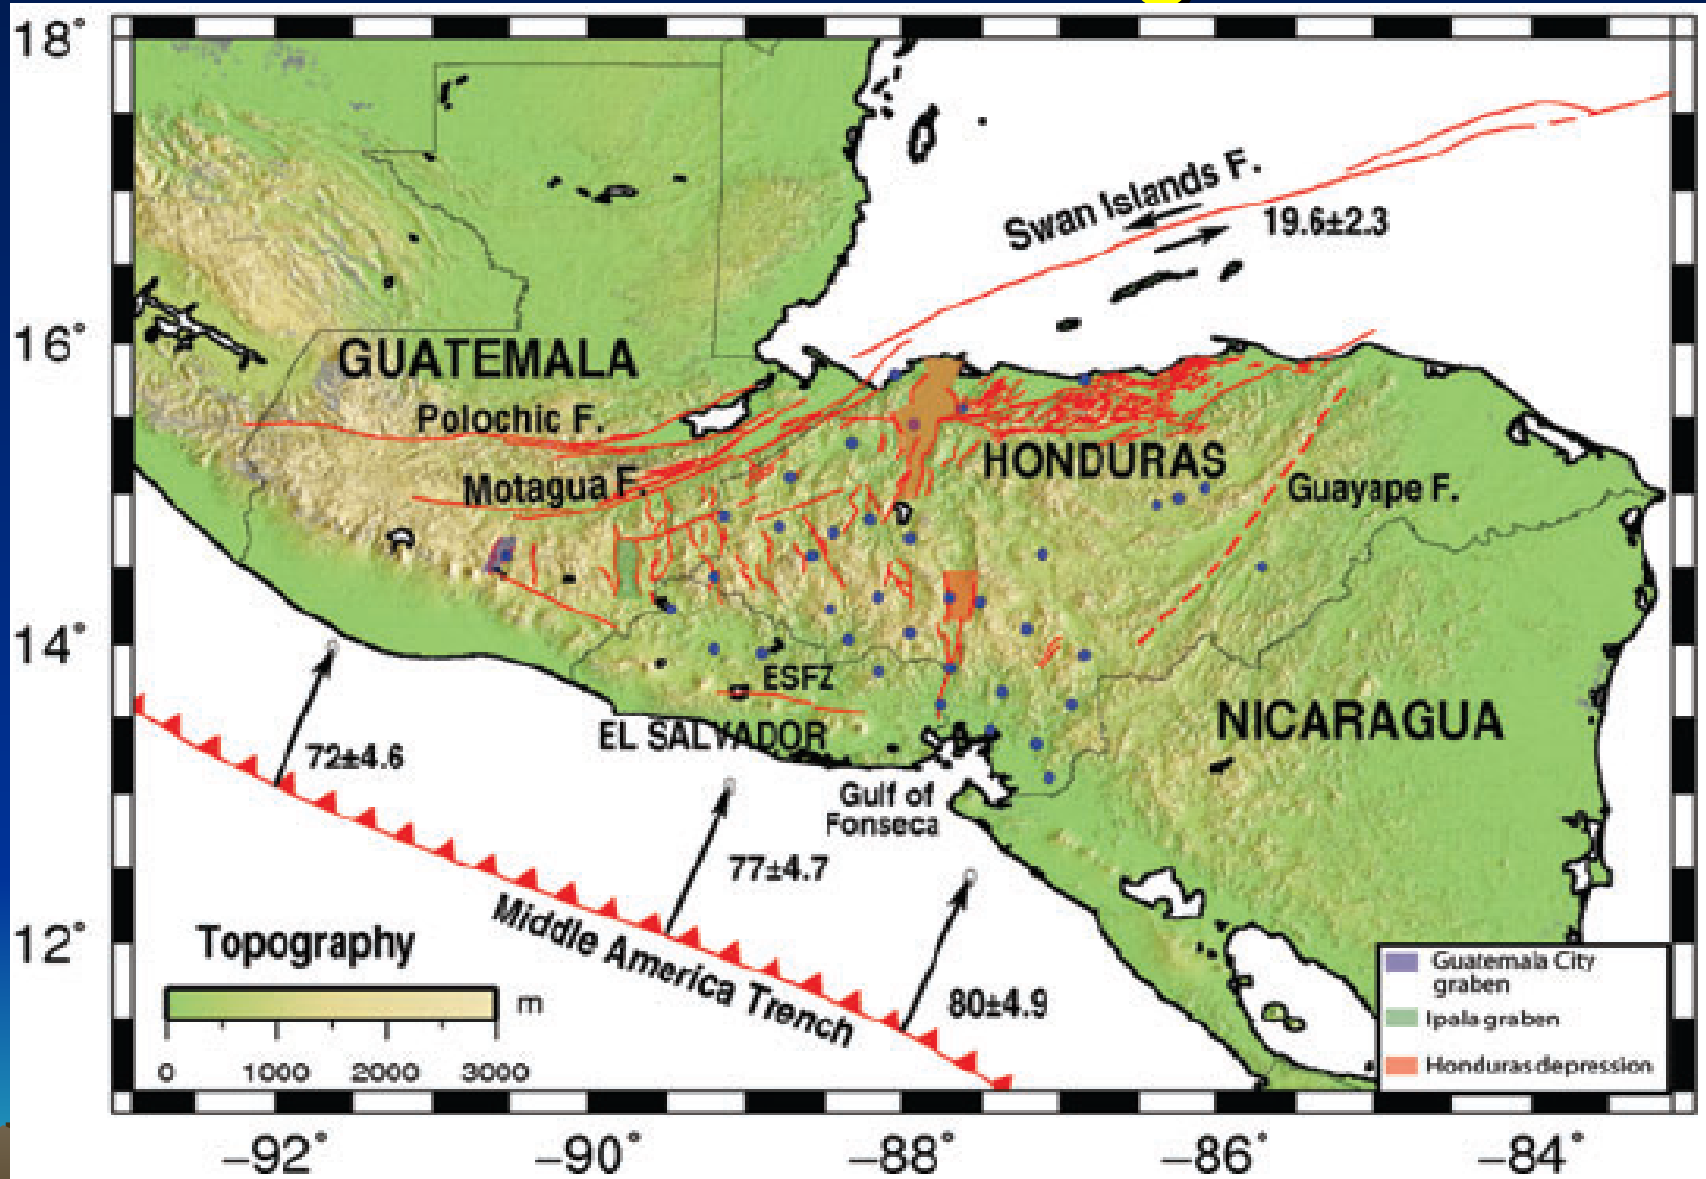 18°
16°
14°
12°
−92°
−90°
−88°
−86°
−84°
Swan Islands F.
19.6±2.3
GUATEMALA
Polochic F.
Motagua F.
HONDURAS
Guayape F.
ESFZ
EL SALVADOR
NICARAGUA
Gulf of
Fonseca
72±4.6
77±4.7
80±4.9
Middle America Trench
Topography
m
0 1000 2000 3000
Guatemala City
graben
Ipala graben
Honduras depression